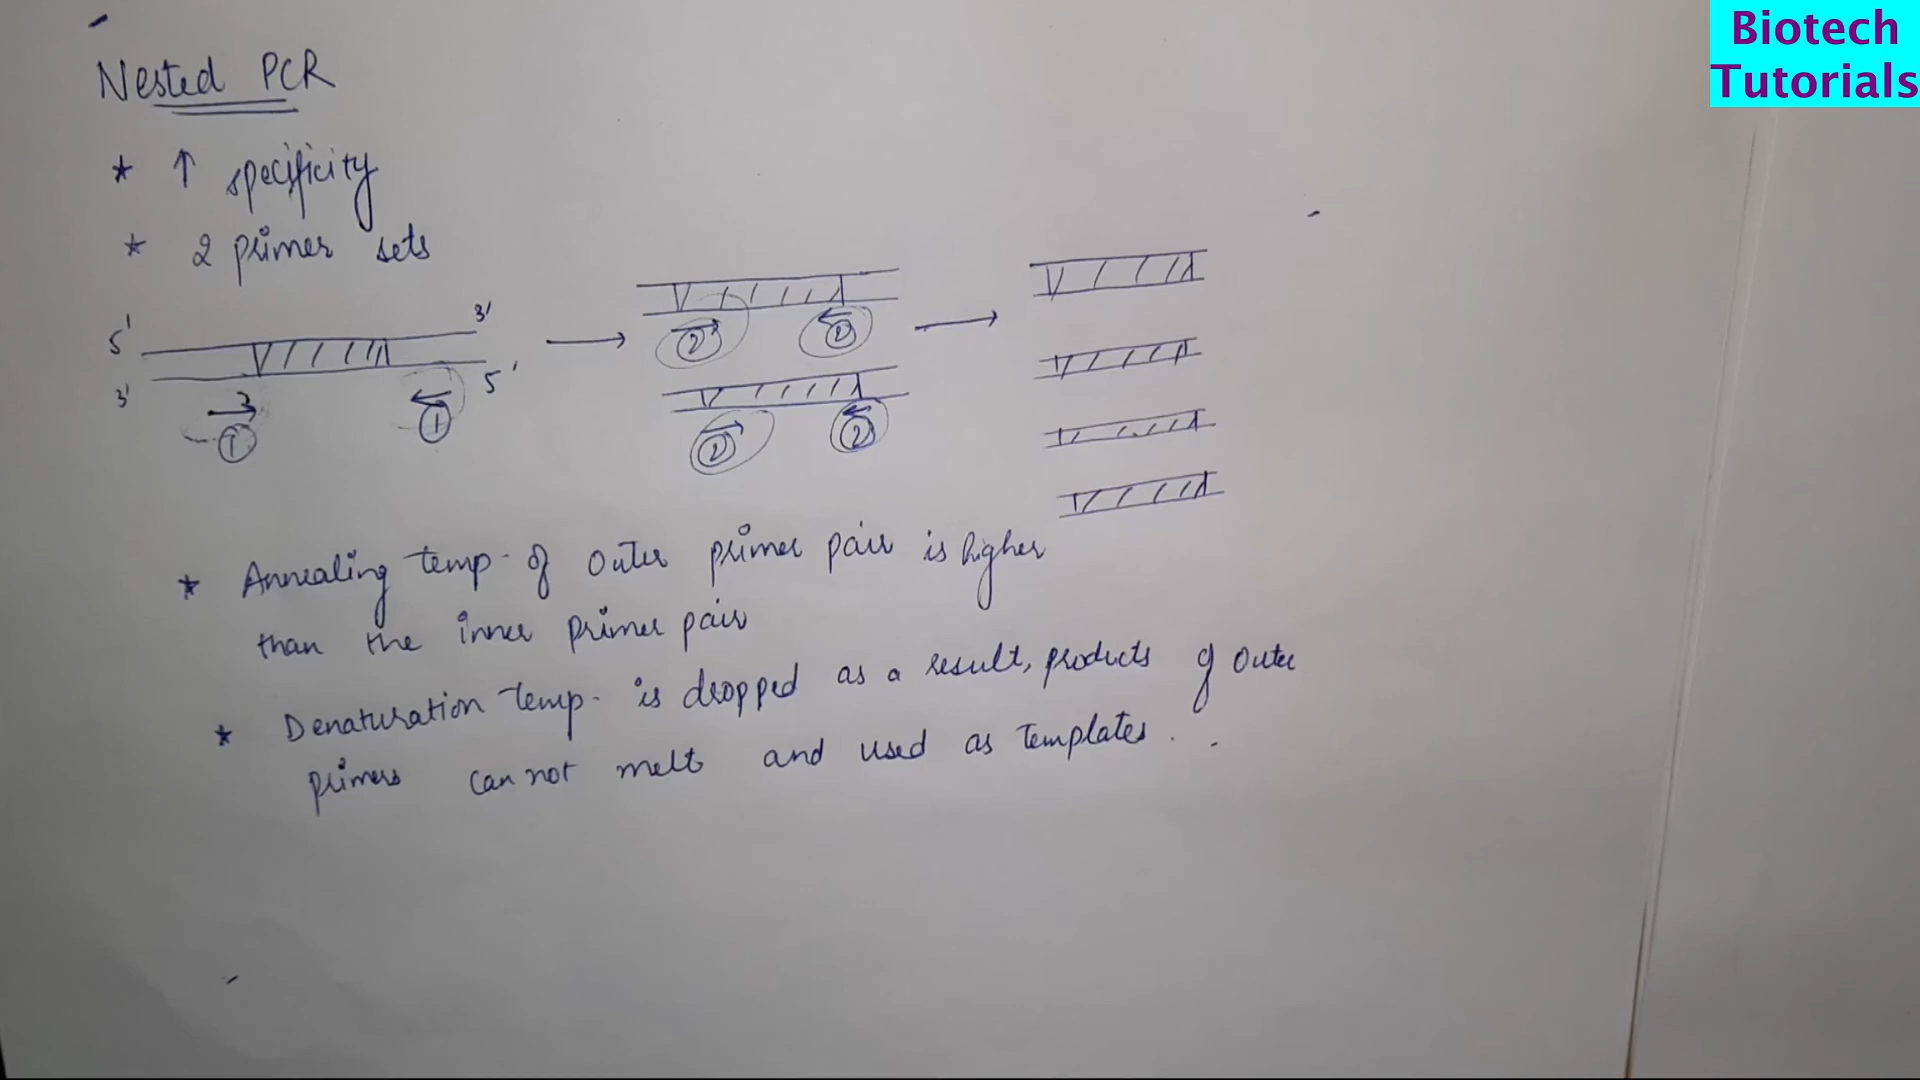 Biotech
Tutorials
Nested PCR
* ↑ specificity
* 2 primer sets
5' 3'
3' 5'
1 1
2 2
2 2
* Annealing temp. of outer primer pair is higher
than the inner primer pair
* Denaturation temp. is dropped as a result, products of outer
primers can not melt and used as templates.